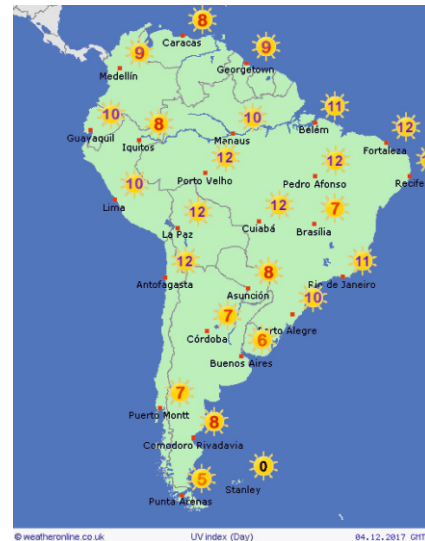 8
Caracas
9
Medellín
9
Georgetown
10
Guayaquil
8
Iquitos
10
Manaus
11
Belém
12
Fortaleza
Recife
12
Porto Velho
12
Pedro Afonso
10
Lima
12
La Paz
12
Cuiabá
7
Brasília
12
Antofagasta
8
Asunción
11
Rio de Janeiro
10
Porto Alegre
7
Córdoba
6
Buenos Aires
7
Puerto Montt
8
Comodoro Rivadavia
5
Punta Arenas
0
Stanley
© weatheronline.co.uk UV index (Day) 04.12.2017 GMT